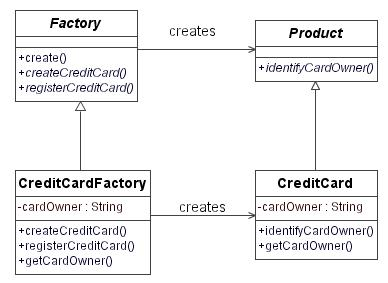 Factory
+create()
+createCreditCard()
+registerCreditCard()
creates
Product
+identifyCardOwner()
CreditCardFactory
-cardOwner : String
+createCreditCard()
+registerCreditCard()
+getCardOwner()
creates
CreditCard
-cardOwner : String
+identifyCardOwner()
+getCardOwner()